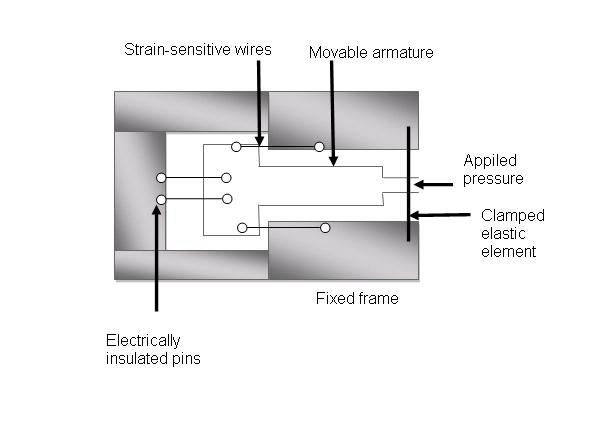 Strain-sensitive wires
Movable armature
Appiled
pressure
Clamped
elastic
element
Fixed frame
Electrically
insulated pins